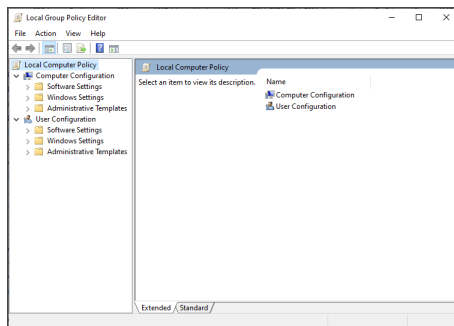 Local Group Policy Editor
File Action View Help
Local Computer Policy
Computer Configuration
Software Settings
Windows Settings
Administrative Templates
User Configuration
Software Settings
Windows Settings
Administrative Templates
Local Computer Policy
Select an item to view its description.
Name
Computer Configuration
User Configuration
Extended Standard